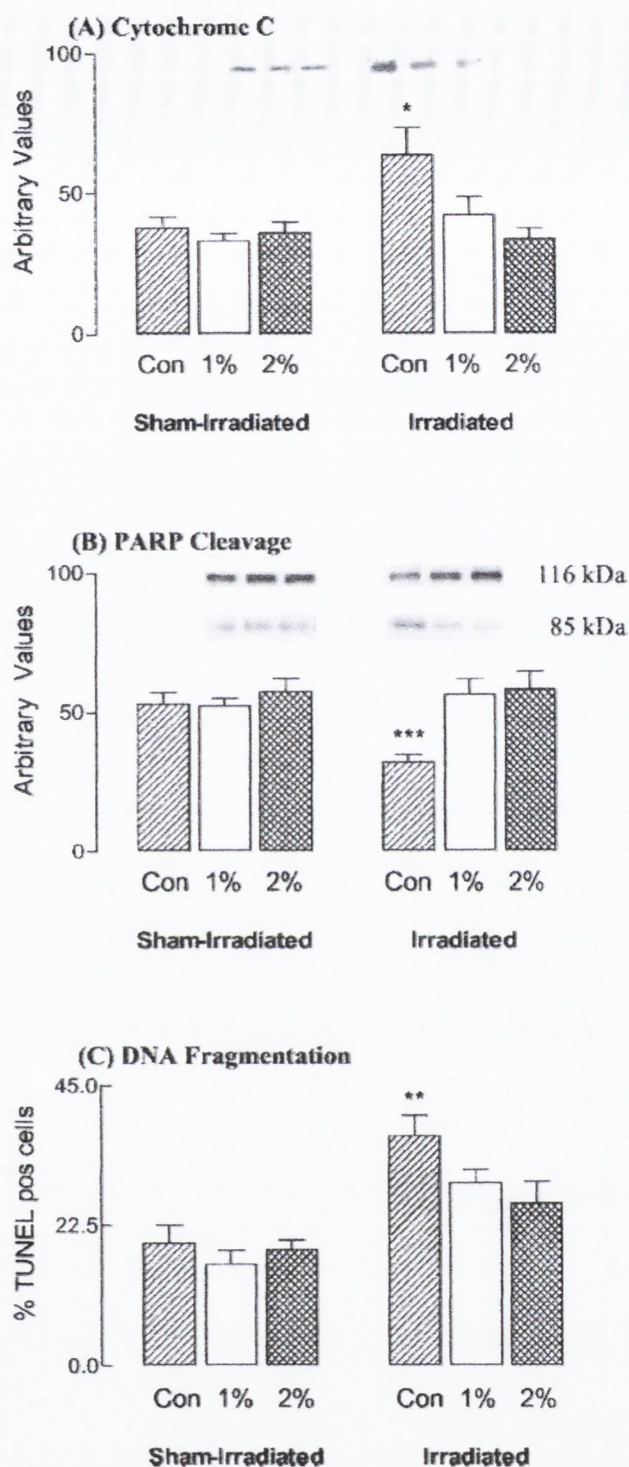 (A) Cytochrome C
100
50
0
Arbitrary Values
*
Con 1% 2% Con 1% 2%
Sham-Irradiated Irradiated
(B) PARP Cleavage
100
50
0
Arbitrary Values
116 kDa
85 kDa
***
Con 1% 2% Con 1% 2%
Sham-Irradiated Irradiated
(C) DNA Fragmentation
45.0
22.5
0.0
% TUNEL pos cells
**
Con 1% 2% Con 1% 2%
Sham-Irradiated Irradiated